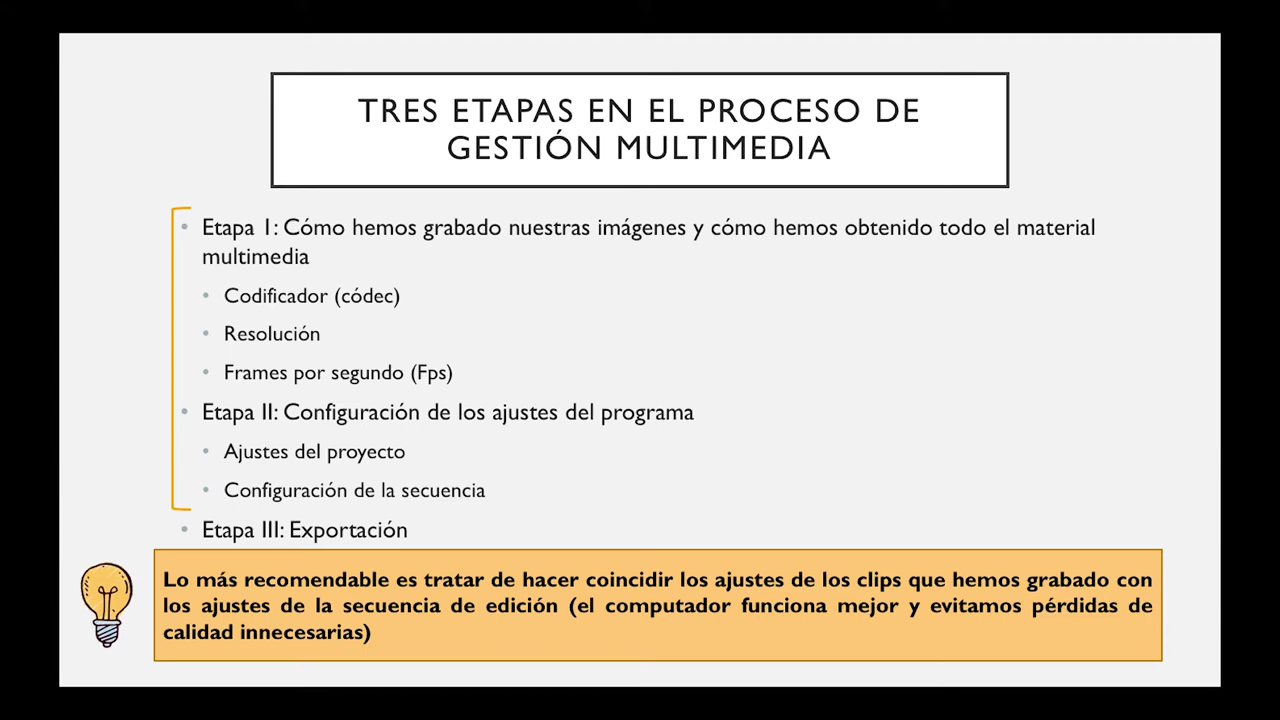 TRES ETAPAS EN EL PROCESO DE
GESTIÓN MULTIMEDIA
• Etapa I: Cómo hemos grabado nuestras imágenes y cómo hemos obtenido todo el material
multimedia
• Codificador (códec)
• Resolución
• Frames por segundo (Fps)
• Etapa II: Configuración de los ajustes del programa
• Ajustes del proyecto
• Configuración de la secuencia
• Etapa III: Exportación
Lo más recomendable es tratar de hacer coincidir los ajustes de los clips que hemos grabado con
los ajustes de la secuencia de edición (el computador funciona mejor y evitamos pérdidas de
calidad innecesarias)